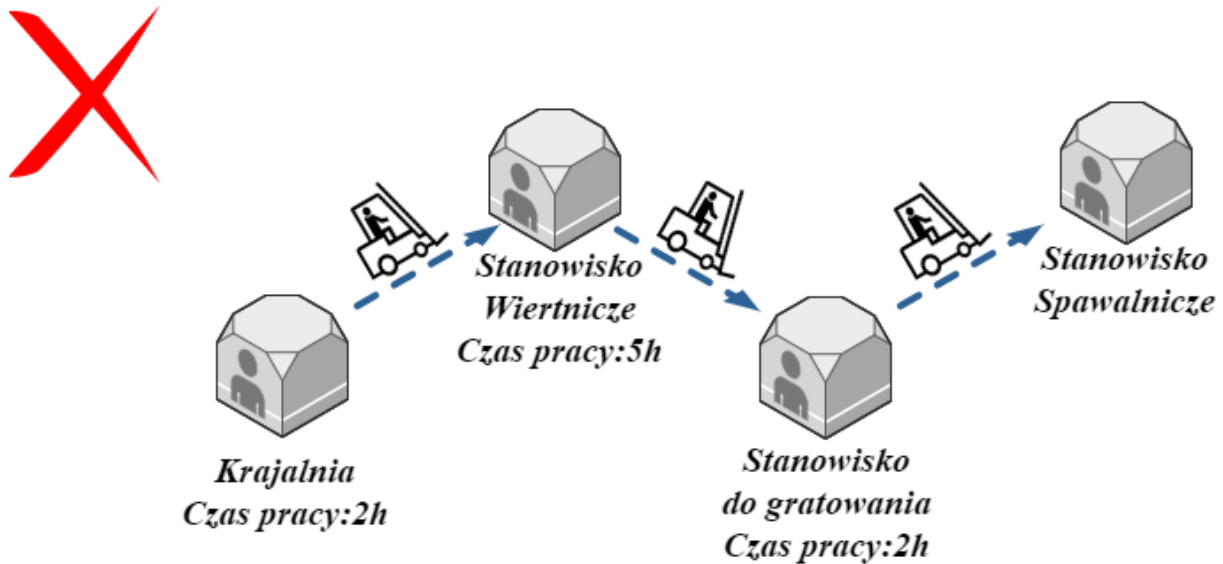 Krajalnia
Czas pracy:2h
Stanowisko
Wiertnicze
Czas pracy:5h
Stanowisko
do gratowania
Czas pracy:2h
Stanowisko
Spawalnicze